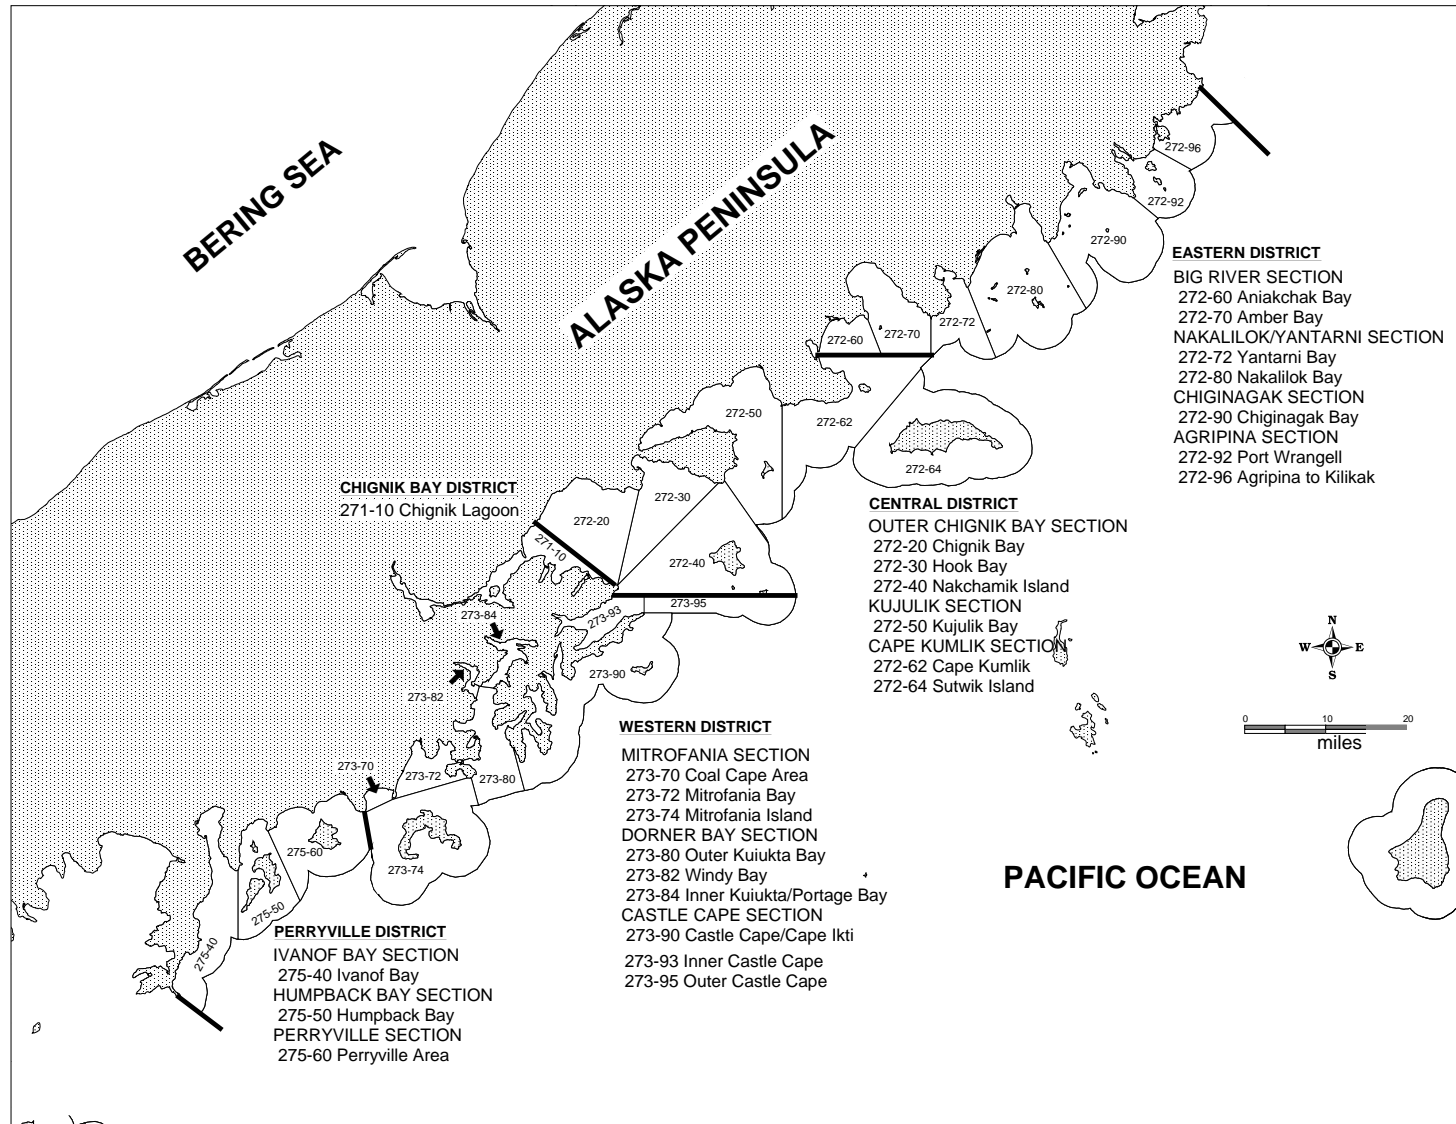 BERING SEA
ALASKA PENINSULA
272-96
272-92
272-90
272-80
272-72
272-70
272-60
272-62
272-64
272-50
272-30
272-20
272-40
271-10
273-95
273-93
273-84
273-90
273-82
273-80
273-72
273-70
273-74
275-60
275-50
275-40
EASTERN DISTRICT
BIG RIVER SECTION
272-60 Aniakchak Bay
272-70 Amber Bay
NAKALILOK/YANTARNI SECTION
272-72 Yantarni Bay
272-80 Nakalilok Bay
CHIGINAGAK SECTION
272-90 Chiginagak Bay
AGRIPINA SECTION
272-92 Port Wrangell
272-96 Agripina to Kilikak
CHIGNIK BAY DISTRICT
271-10 Chignik Lagoon
CENTRAL DISTRICT
OUTER CHIGNIK BAY SECTION
272-20 Chignik Bay
272-30 Hook Bay
272-40 Nakchamik Island
KUJULIK SECTION
272-50 Kujulik Bay
CAPE KUMLIK SECTION
272-62 Cape Kumlik
272-64 Sutwik Island
N
W E
S
0 10 20
miles
WESTERN DISTRICT
MITROFANIA SECTION
273-70 Coal Cape Area
273-72 Mitrofania Bay
273-74 Mitrofania Island
DORNER BAY SECTION
273-80 Outer Kuiukta Bay
273-82 Windy Bay
273-84 Inner Kuiukta/Portage Bay
CASTLE CAPE SECTION
273-90 Castle Cape/Cape Ikti
273-93 Inner Castle Cape
273-95 Outer Castle Cape
PACIFIC OCEAN
PERRYVILLE DISTRICT
IVANOF BAY SECTION
275-40 Ivanof Bay
HUMPBACK BAY SECTION
275-50 Humpback Bay
PERRYVILLE SECTION
275-60 Perryville Area